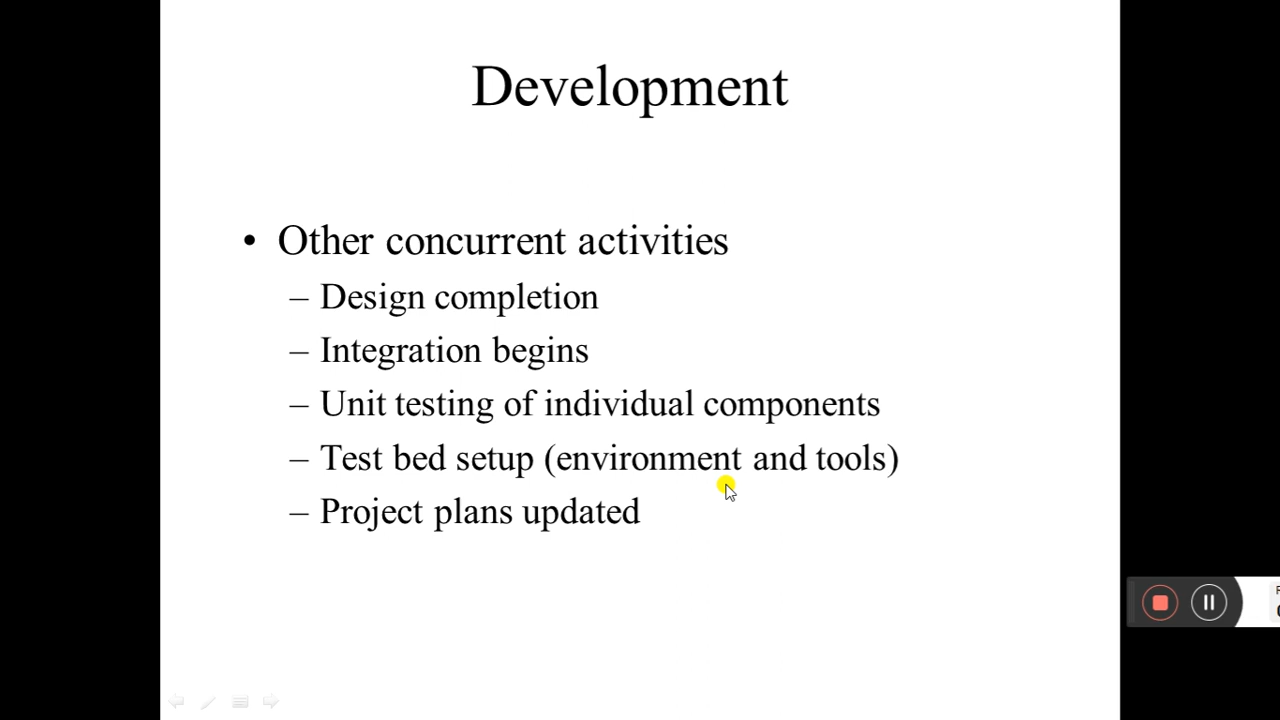 Development
• Other concurrent activities
– Design completion
– Integration begins
– Unit testing of individual components
– Test bed setup (environment and tools)
– Project plans updated